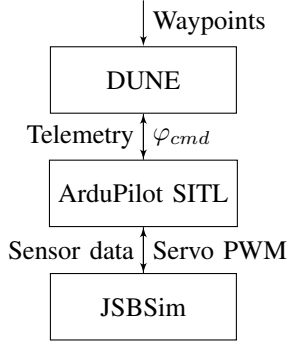 Waypoints
DUNE
Telemetry φcmd
ArduPilot SITL
Sensor data Servo PWM
JSBSim